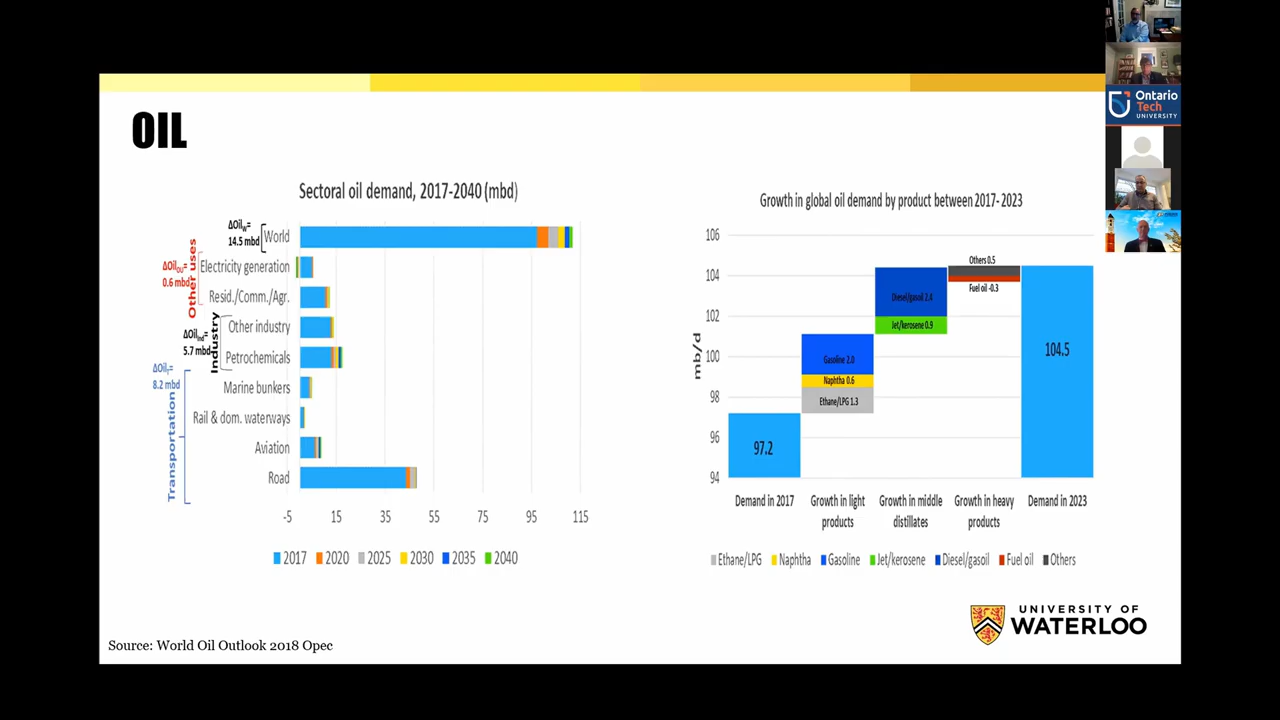 OIL
Sectoral oil demand, 2017-2040 (mbd)
ΔOilW=
14.5 mbd
World
ΔOilOU=
0.6 mbd
Other uses
Electricity generation
Resid./Comm./Agr.
ΔOilInd=
5.7 mbd
Industry
Other industry
Petrochemicals
ΔOilT=
8.2 mbd
Transportation
Marine bunkers
Rail & dom. waterways
Aviation
Road
-5 15 35 55 75 95 115
2017 2020 2025 2030 2035 2040
Growth in global oil demand by product between 2017- 2023
mb/d
106
104
102
100
98
96
94
97.2
Gasoline 2.0
Naphtha 0.6
Ethane/LPG 1.3
Diesel/gasoil 2.4
Jet/kerosene 0.9
Others 0.5
Fuel oil -0.3
104.5
Demand in 2017
Growth in light
products
Growth in middle
distillates
Growth in heavy
products
Demand in 2023
Ethane/LPG Naphtha Gasoline Jet/kerosene Diesel/gasoil Fuel oil Others
Source: World Oil Outlook 2018 Opec
UNIVERSITY OF
WATERLOO
Ontario
Tech
UNIVERSITY